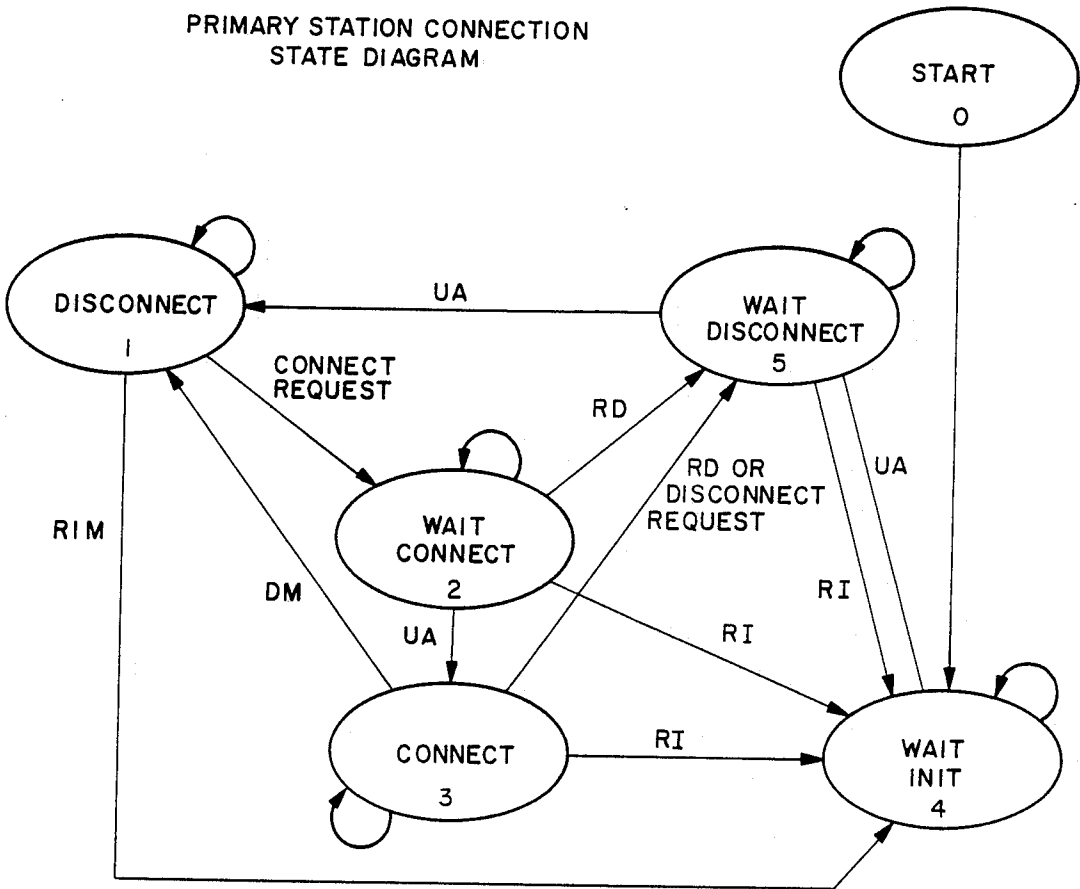 PRIMARY STATION CONNECTION
STATE DIAGRAM
START
0
DISCONNECT
1
UA
WAIT
DISCONNECT
5
CONNECT
REQUEST
RD
RD OR
DISCONNECT
REQUEST
UA
WAIT
CONNECT
2
RIM
DM
UA
RI
RI
CONNECT
3
RI
WAIT
INIT
4